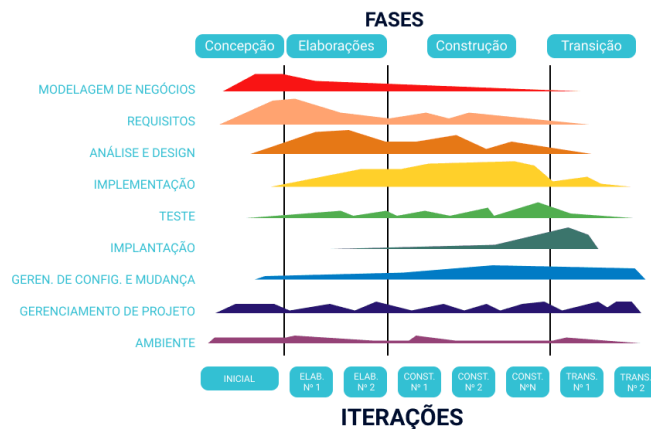 FASES
Concepção Elaborações Construção Transição
MODELAGEM DE NEGÓCIOS
REQUISITOS
ANÁLISE E DESIGN
IMPLEMENTAÇÃO
TESTE
IMPLANTAÇÃO
GEREN. DE CONFIG. E MUDANÇA
GERENCIAMENTO DE PROJETO
AMBIENTE
INICIAL
ELAB.
Nº 1
ELAB.
Nº 2
CONST.
Nº 1
CONST.
Nº 2
CONST.
NºN
TRANS.
Nº 1
TRANS.
Nº 2
ITERAÇÕES